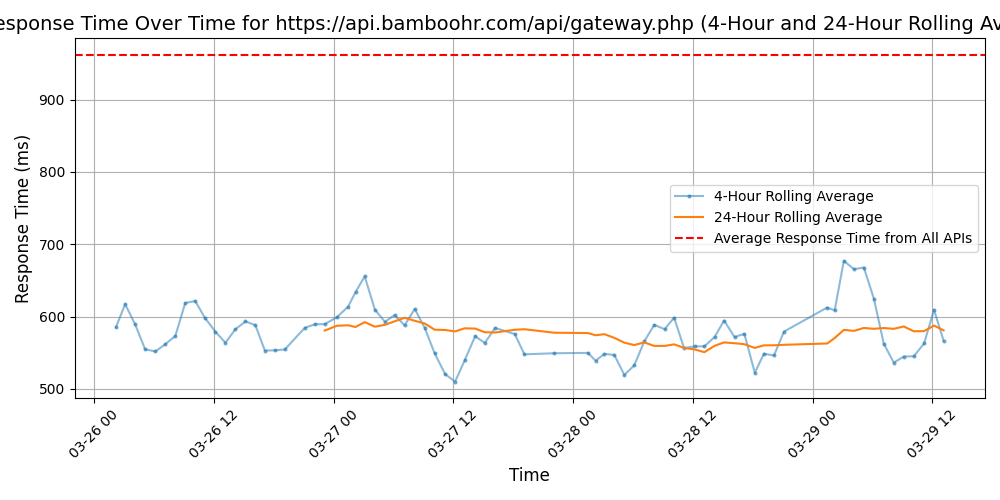 esponse Time Over Time for https://api.bamboohr.com/api/gateway.php (4-Hour and 24-Hour Rolling Av
Response Time (ms)
900
800
700
600
500
4-Hour Rolling Average
24-Hour Rolling Average
Average Response Time from All APIs
03-26 00
03-26 12
03-27 00
03-27 12
03-28 00
03-28 12
03-29 00
03-29 12
Time